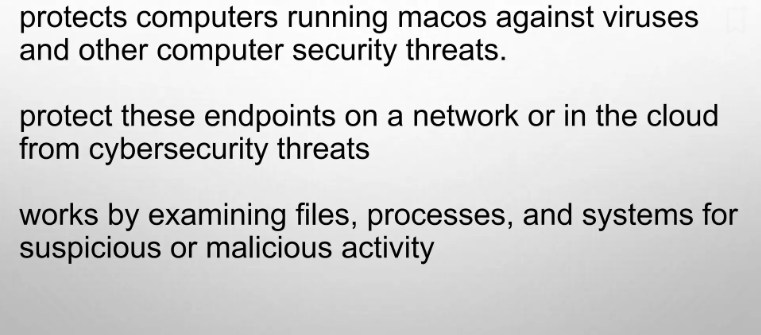 protects computers running macos against viruses
and other computer security threats.
protect these endpoints on a network or in the cloud
from cybersecurity threats
works by examining files, processes, and systems for
suspicious or malicious activity